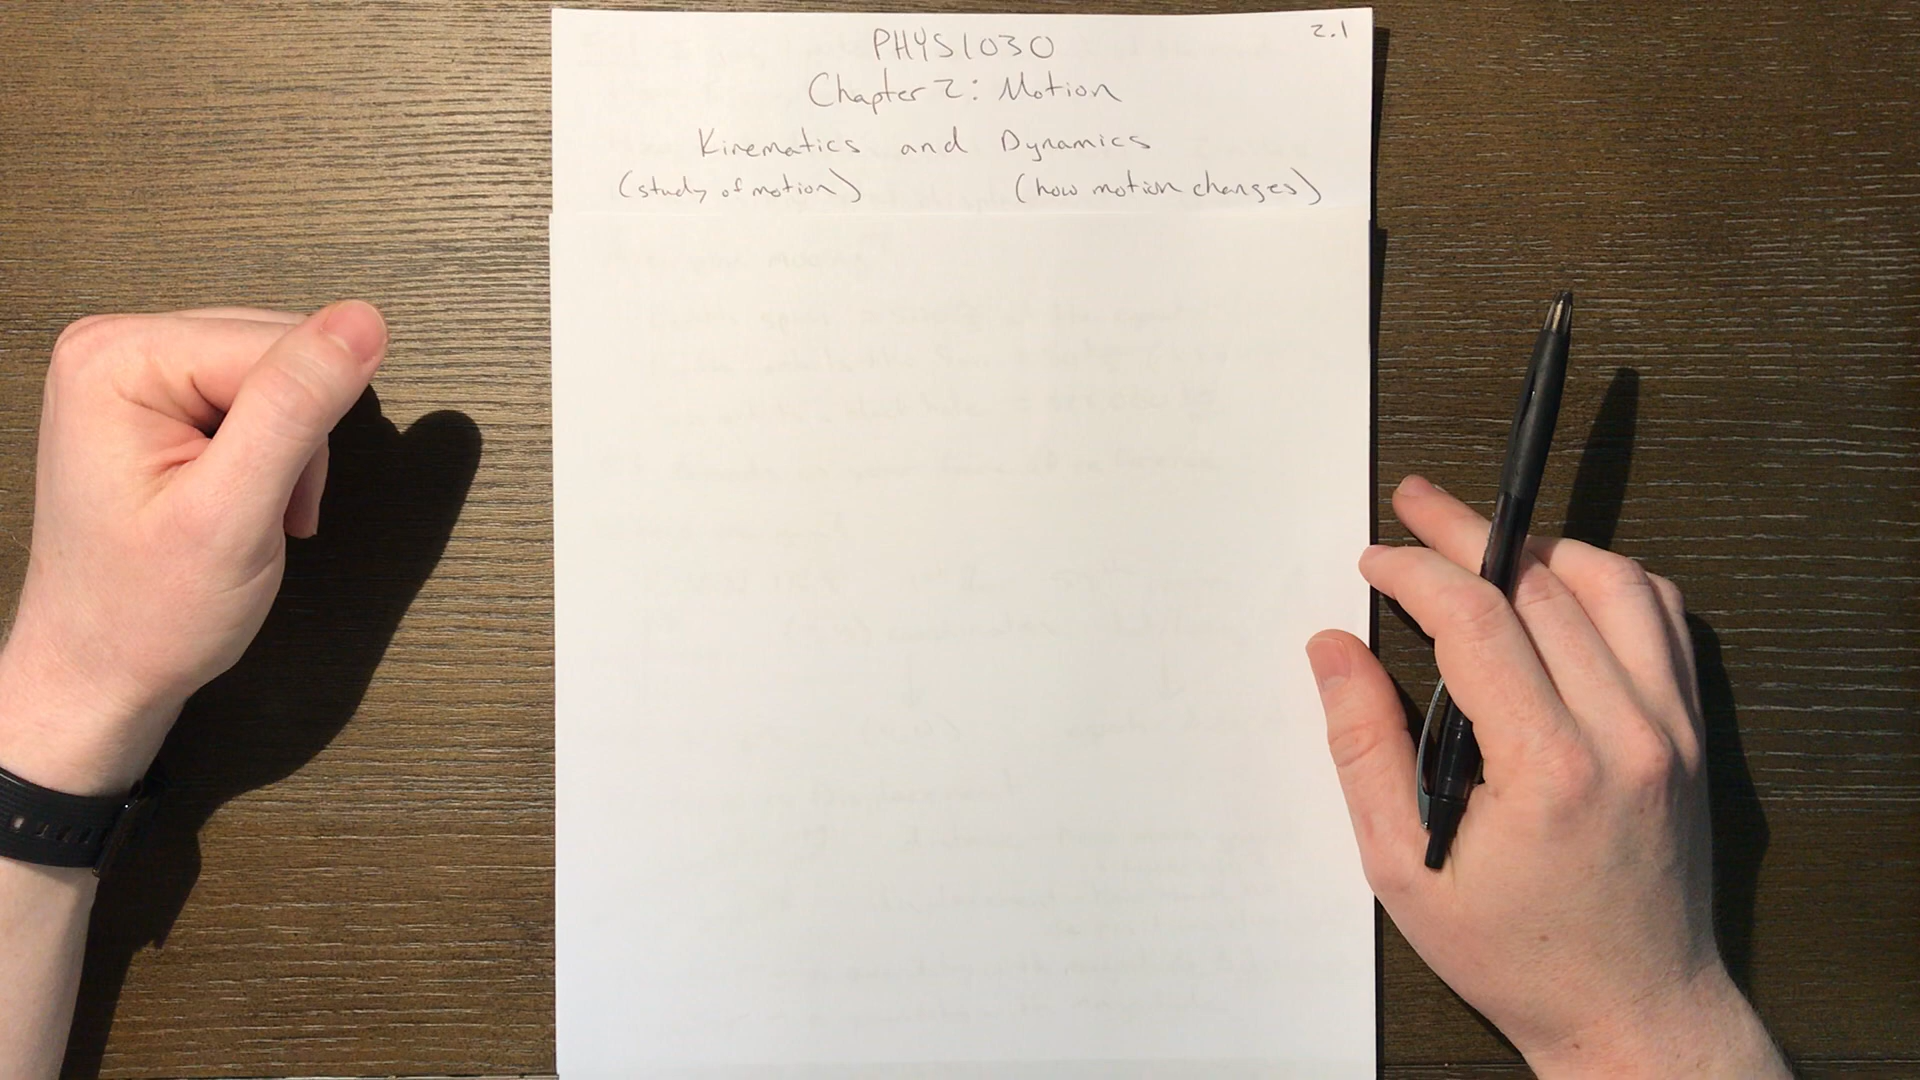 2.1
PHYS1030
Chapter 2: Motion
Kinematics and Dynamics
(study of motion) (how motion changes)